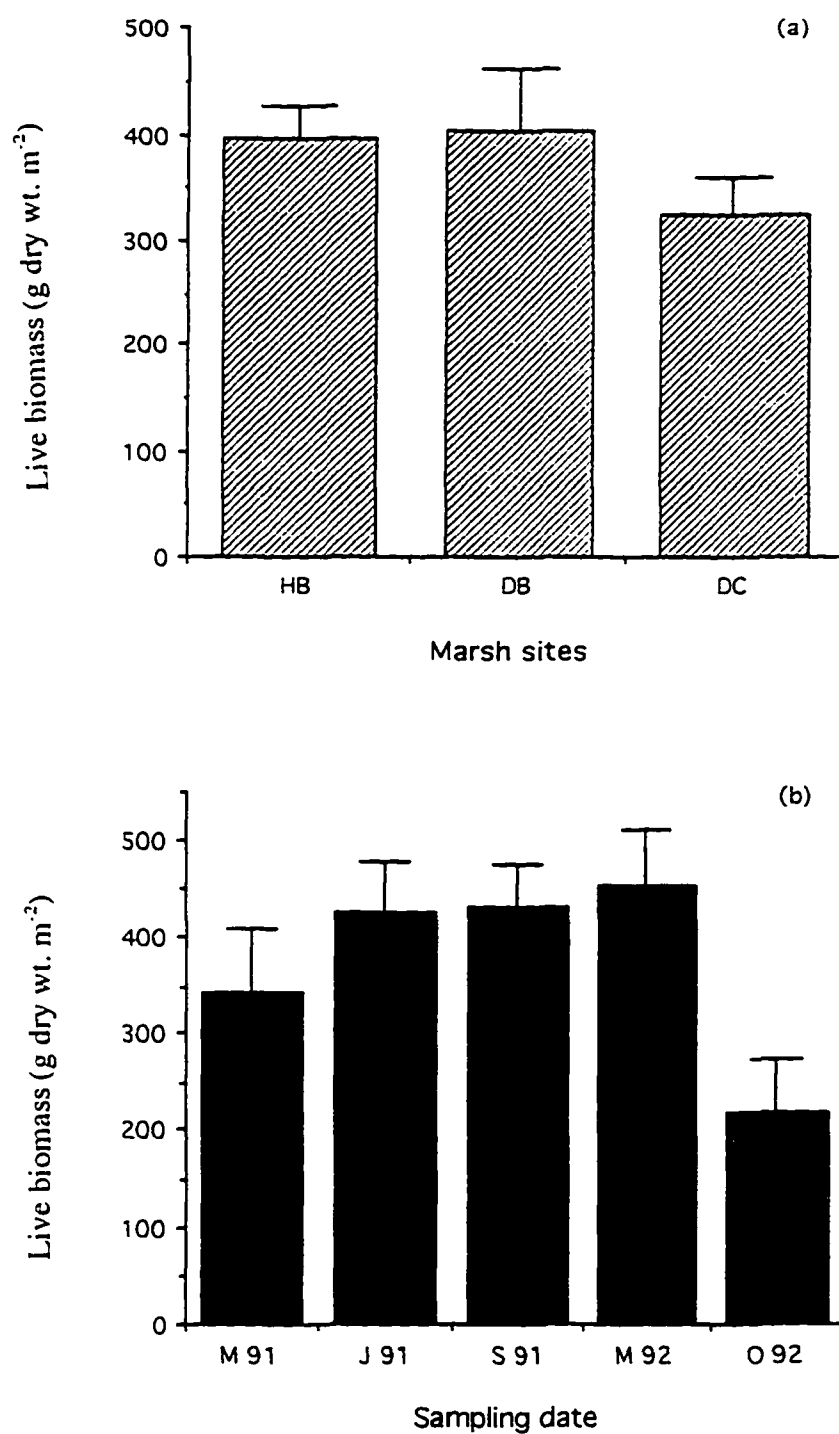 (a)
500
400
300
200
100
0
Live biomass (g dry wt. m-2)
HB DB DC
Marsh sites
(b)
500
400
300
200
100
0
Live biomass (g dry wt. m-2)
M 91 J 91 S 91 M 92 O 92
Sampling date